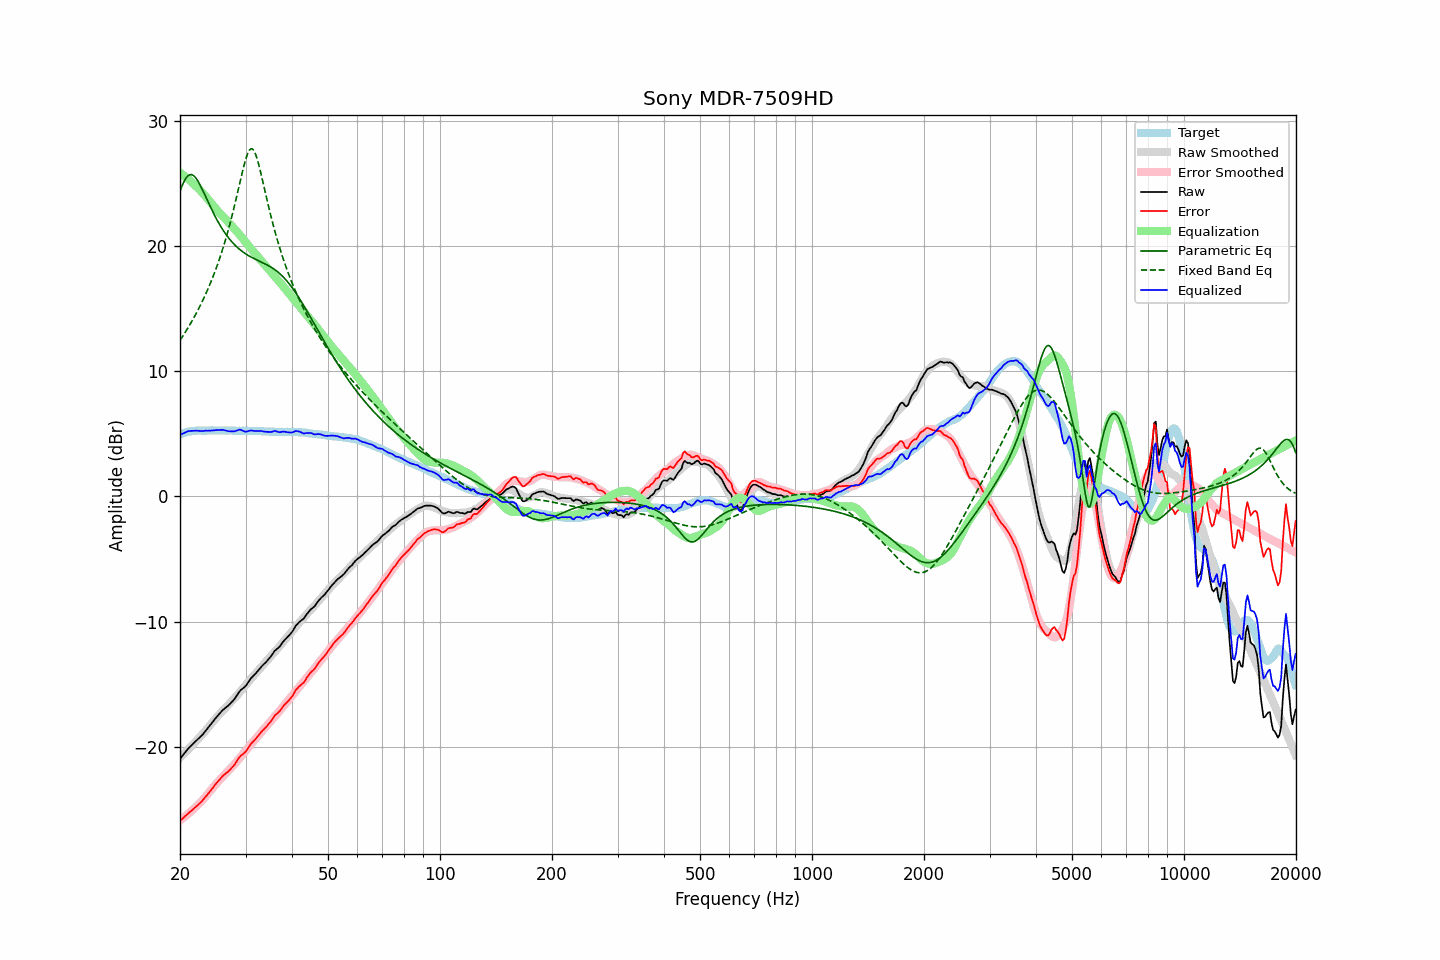 Sony MDR-7509HD
30
20
10
0
−10
−20
Amplitude (dBr)
Target
Raw Smoothed
Error Smoothed
Raw
Error
Equalization
Parametric Eq
Fixed Band Eq
Equalized
20 50 100 200 500 1000 2000 5000 10000 20000
Frequency (Hz)